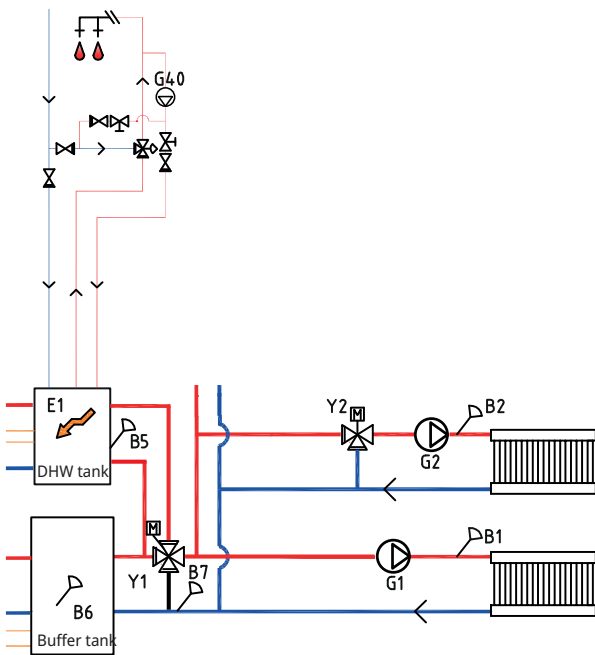 G40
Y2
M
B2
E1
B5
G2
DHW tank
M
B1
Y1
B7
G1
B6
Buffer tank